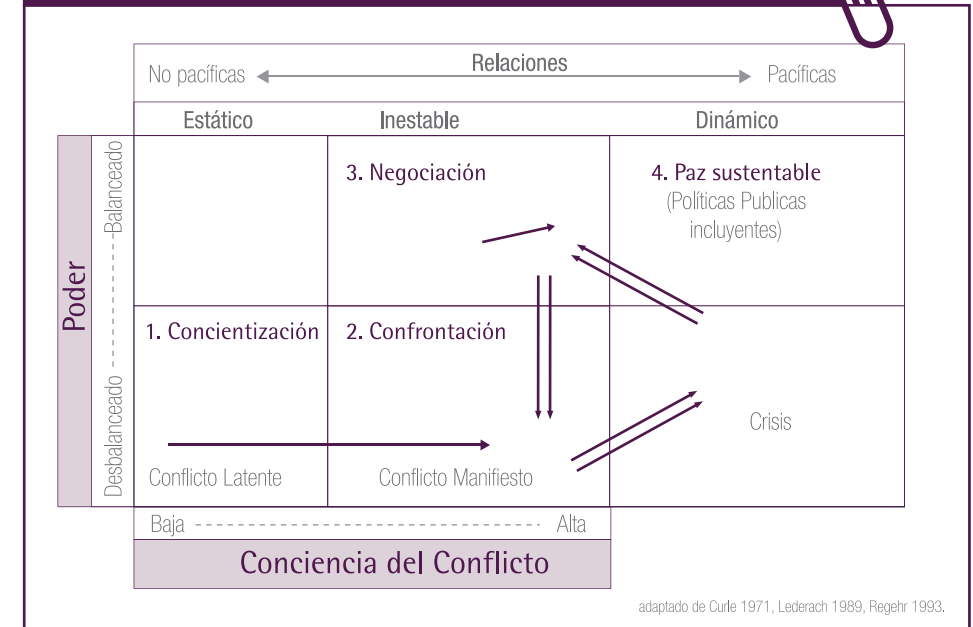 Relaciones
No pacíficas
Pacíficas
Estático
Inestable
Dinámico
Poder
Desbalanceado
Balanceado
3. Negociación
4. Paz sustentable
(Políticas Publicas
incluyentes)
1. Concientización
2. Confrontación
Crisis
Conflicto Latente
Conflicto Manifiesto
Baja
Alta
Conciencia del Conflicto
adaptado de Curle 1971, Lederach 1989, Regehr 1993.